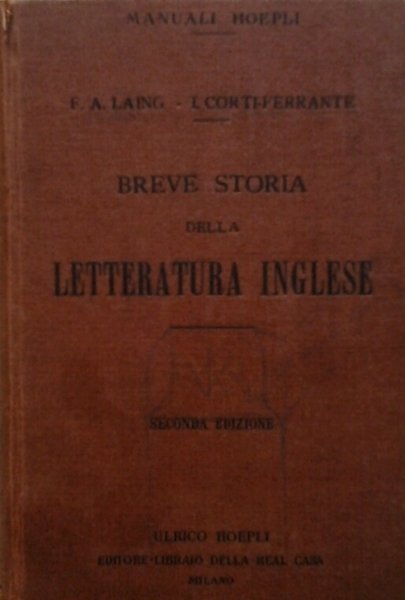 MANUALI HOEPLI
F. A. LAING - I. CORTI-FERRANTE
BREVE STORIA
DELLA
LETTERATURA INGLESE
SECONDA EDIZIONE
ULRICO HOEPLI
EDITORE-LIBRAIO DELLA REAL CASA
MILANO